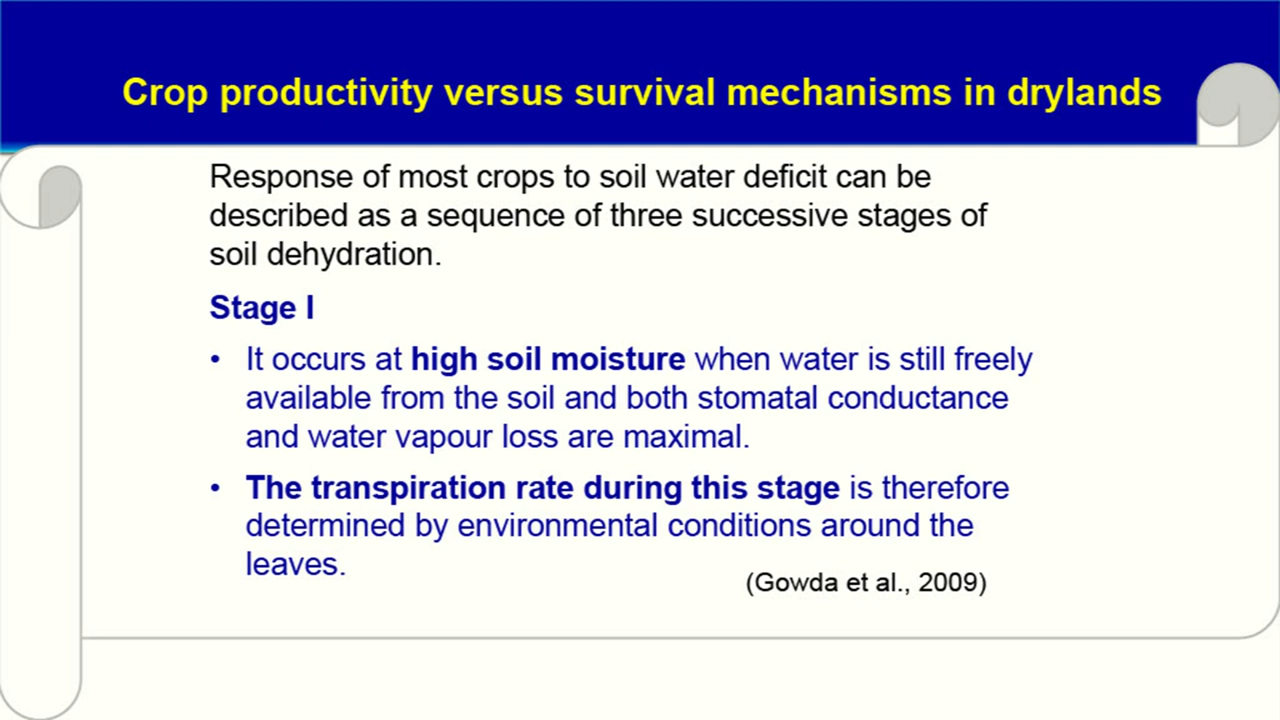 Crop productivity versus survival mechanisms in drylands
Response of most crops to soil water deficit can be
described as a sequence of three successive stages of
soil dehydration.
Stage I
• It occurs at high soil moisture when water is still freely
available from the soil and both stomatal conductance
and water vapour loss are maximal.
• The transpiration rate during this stage is therefore
determined by environmental conditions around the
leaves.
(Gowda et al., 2009)